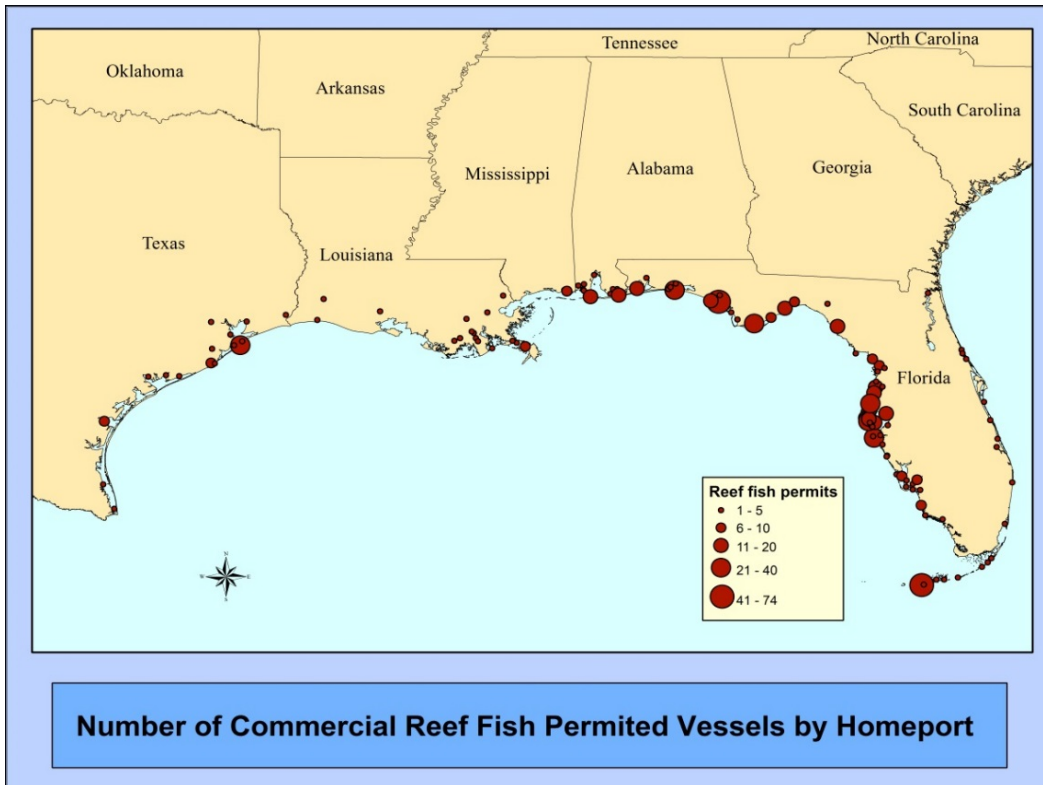 Tennessee
North Carolina
Oklahoma
Arkansas
South Carolina
Mississippi
Alabama
Georgia
Texas
Louisiana
Florida
Reef fish permits
1 - 5
6 - 10
11 - 20
21 - 40
41 - 74
N
W
E
S
Number of Commercial Reef Fish Permited Vessels by Homeport